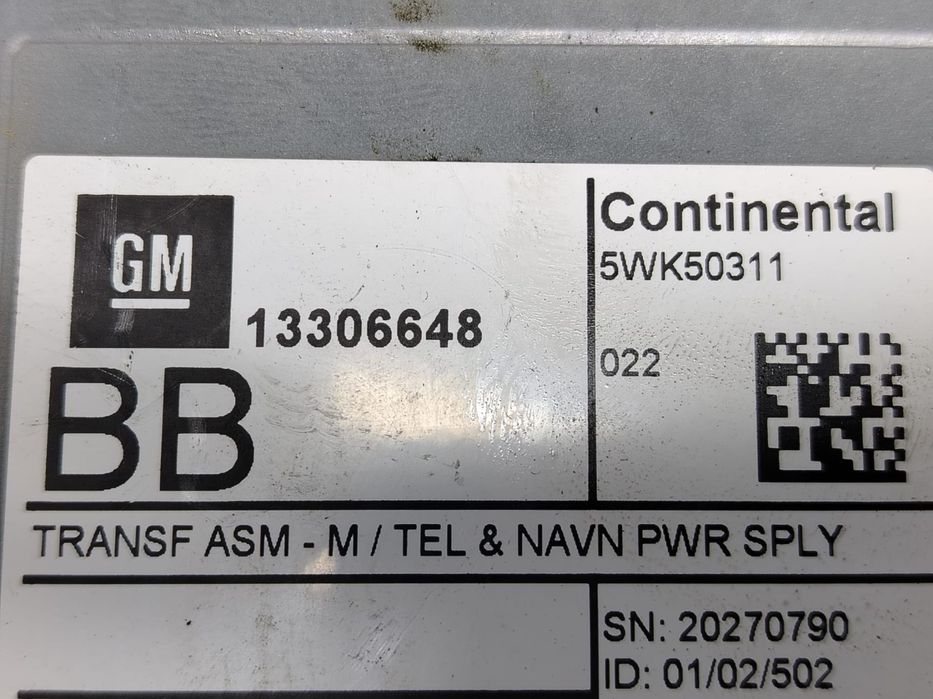 GM
13306648
BB
Continental
5WK50311
022
TRANSF ASM - M / TEL & NAVN PWR SPLY
SN: 20270790
ID: 01/02/502